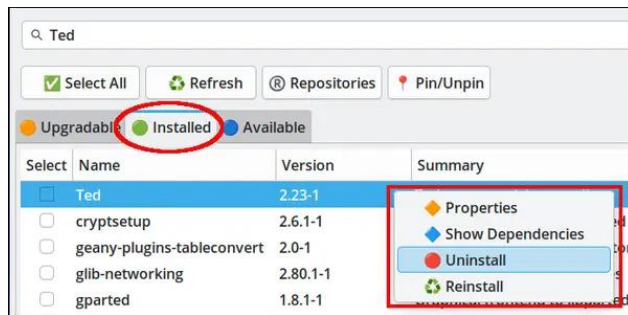 Ted
Select All Refresh ® Repositories Pin/Unpin
Upgradable Installed Available
Select Name Version Summary
Ted 2.23-1
Properties
cryptsetup 2.6.1-1
Show Dependencies
geany-plugins-tableconvert 2.0-1
Uninstall
glib-networking 2.80.1-1
Reinstall
gparted 1.8.1-1